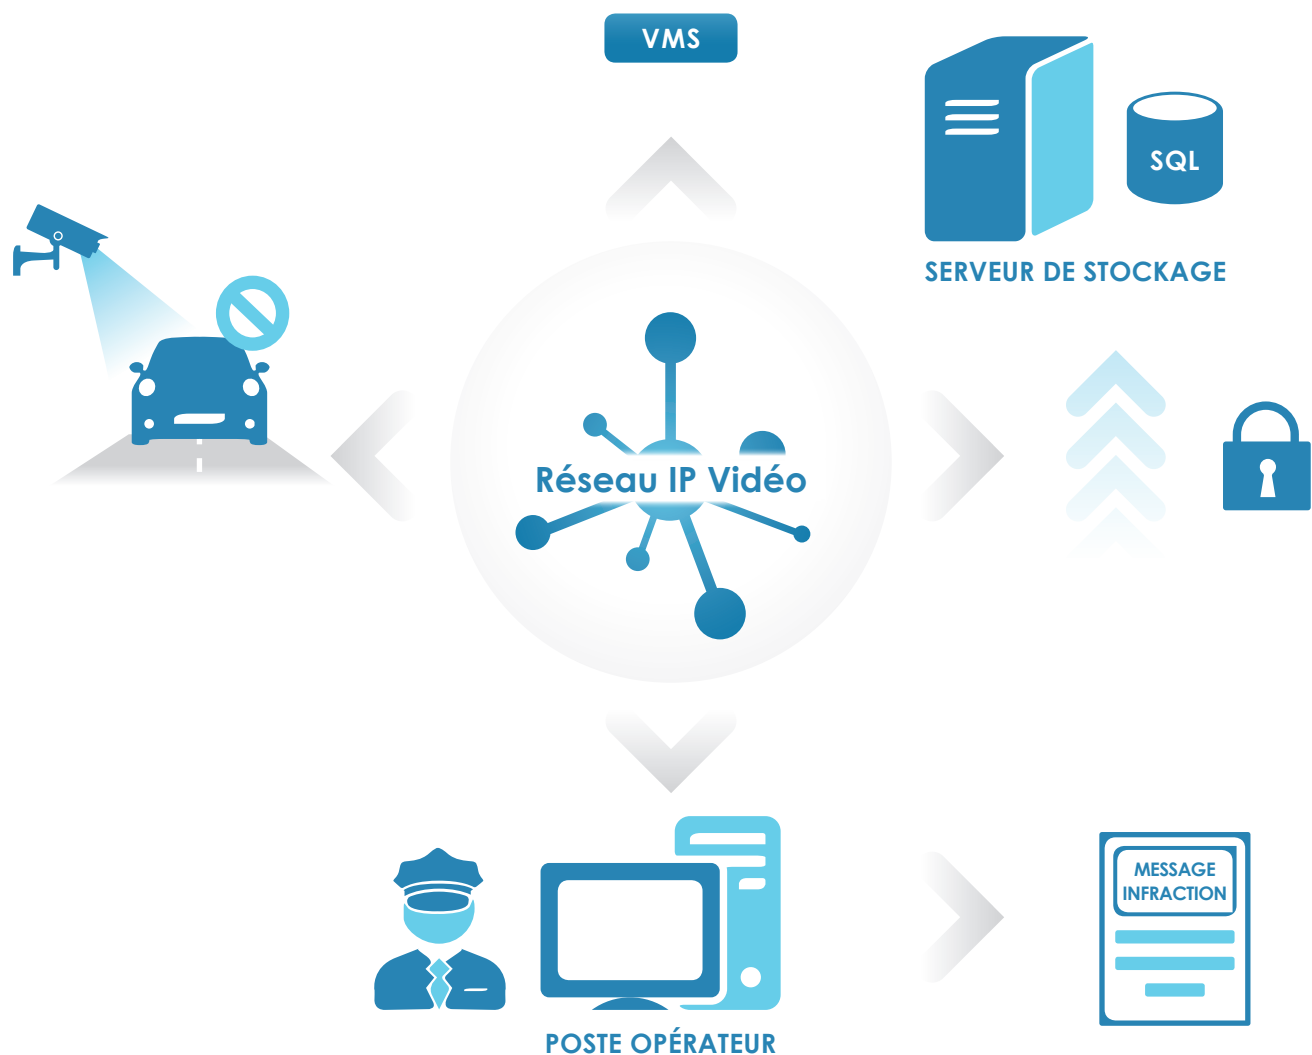 VMS
SQL
SERVEUR DE STOCKAGE
Réseau IP Vidéo
MESSAGE
INFRACTION
POSTE OPÉRATEUR